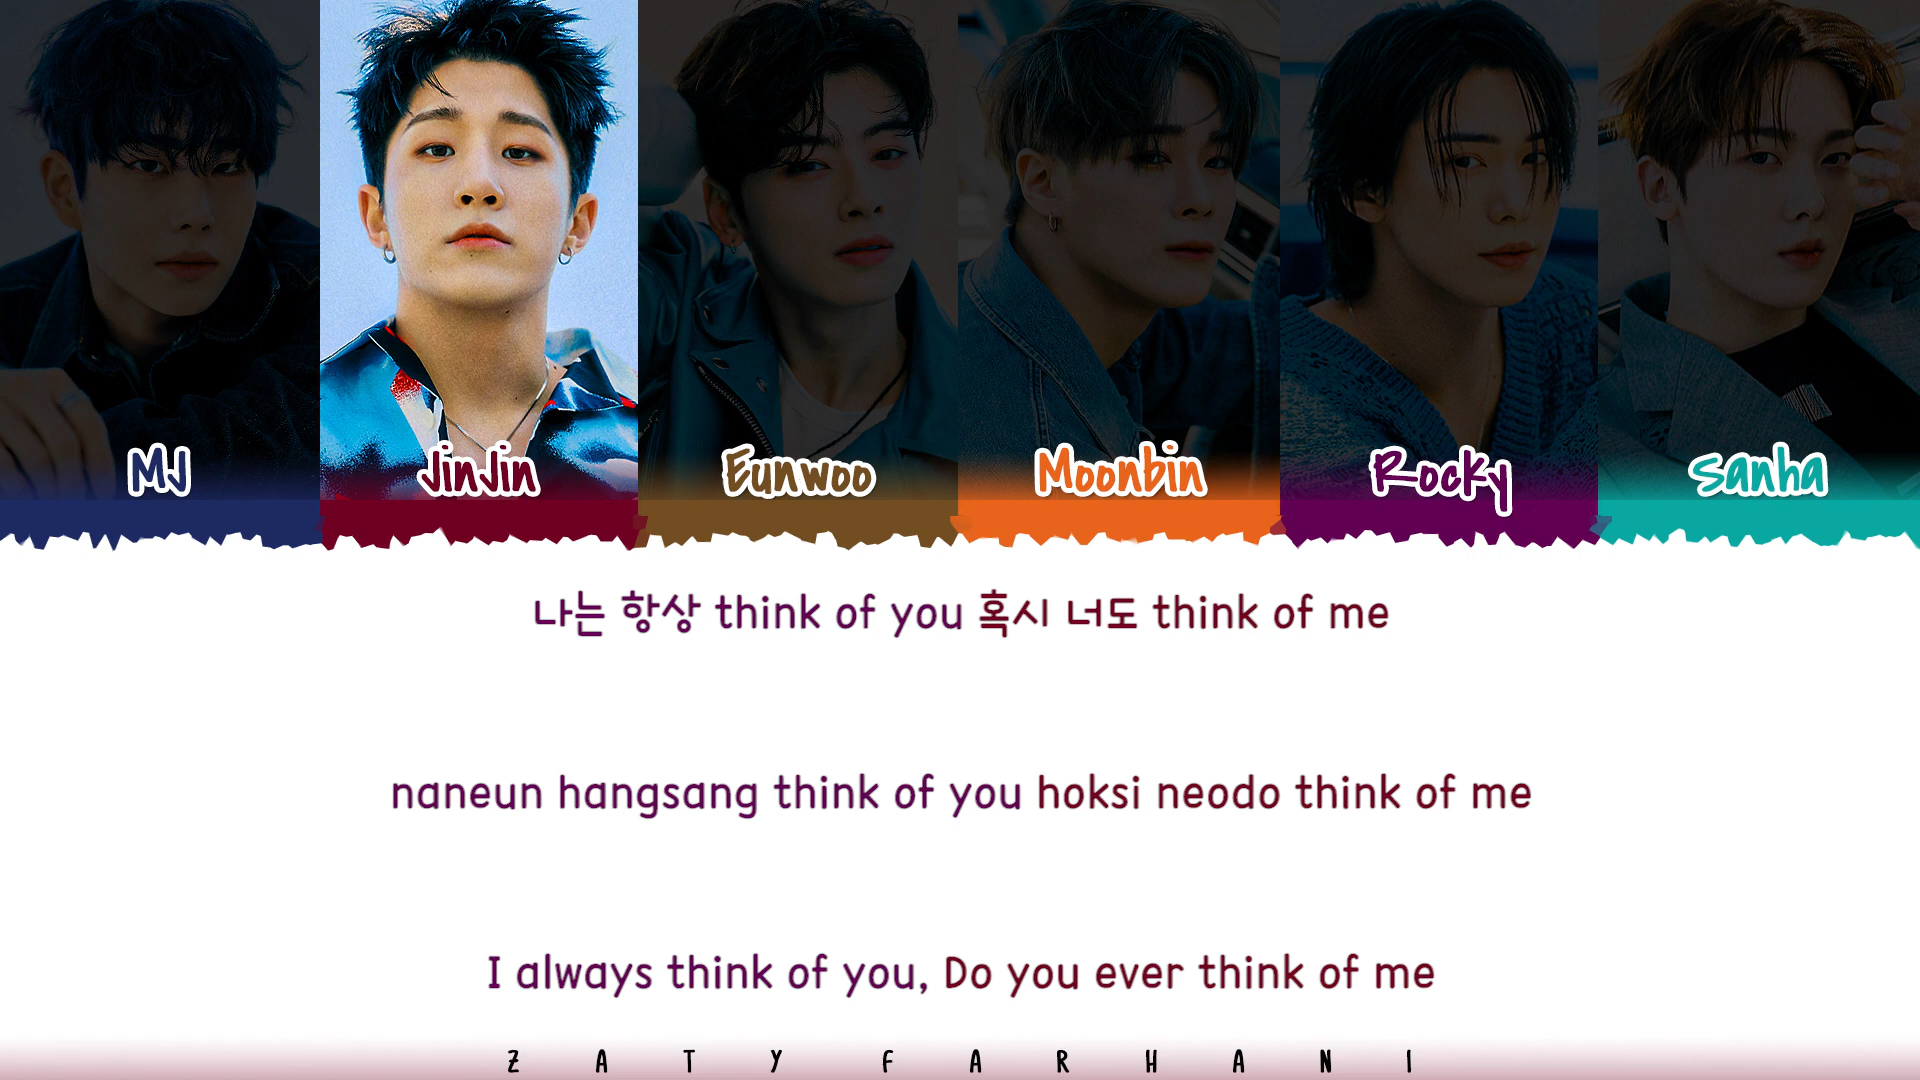 MJ JinJin Eunwoo Moonbin Rocky Sanha
나는 항상 think of you 혹시 너도 think of me
naneun hangsang think of you hoksi neodo think of me
I always think of you, Do you ever think of me
ZATY FARHANI